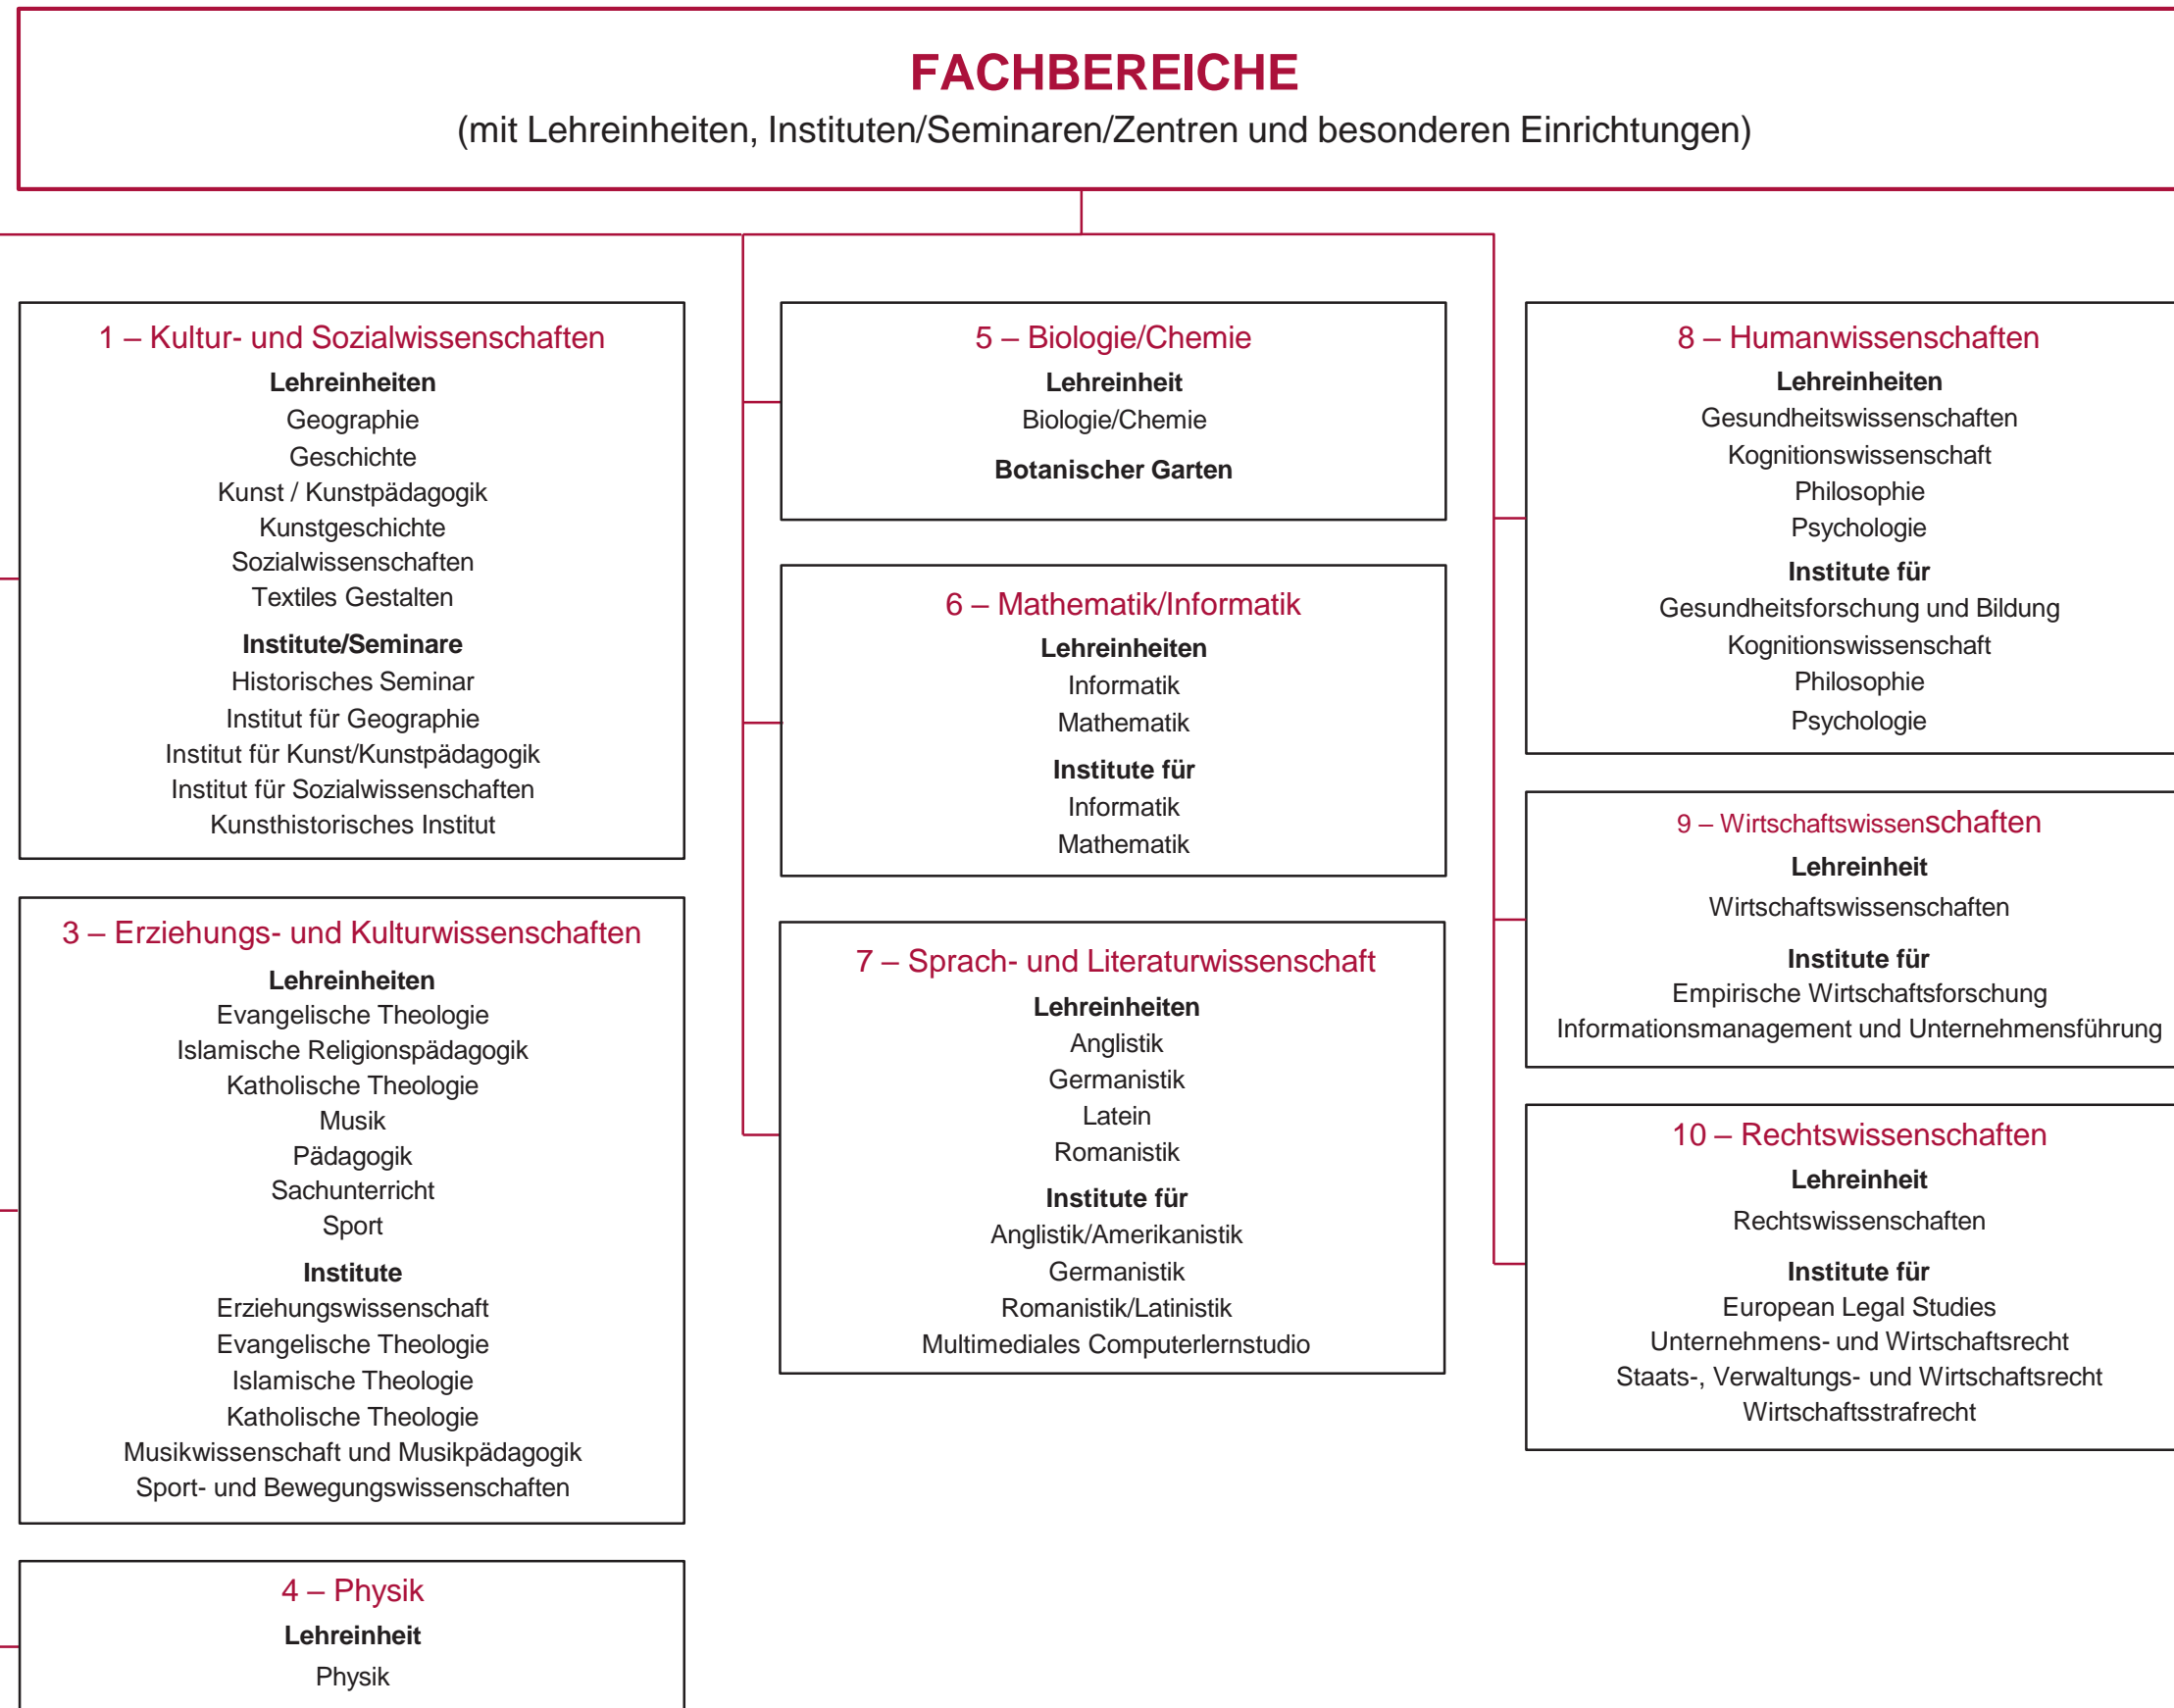 FACHBEREICHE
(mit Lehreinheiten, Instituten/Seminaren/Zentren und besonderen Einrichtungen)
1 – Kultur- und Sozialwissenschaften
Lehreinheiten
Geographie
Geschichte
Kunst / Kunstpädagogik
Kunstgeschichte
Sozialwissenschaften
Textiles Gestalten
Institute/Seminare
Historisches Seminar
Institut für Geographie
Institut für Kunst/Kunstpädagogik
Institut für Sozialwissenschaften
Kunsthistorisches Institut
3 – Erziehungs- und Kulturwissenschaften
Lehreinheiten
Evangelische Theologie
Islamische Religionspädagogik
Katholische Theologie
Musik
Pädagogik
Sachunterricht
Sport
Institute
Erziehungswissenschaft
Evangelische Theologie
Islamische Theologie
Katholische Theologie
Musikwissenschaft und Musikpädagogik
Sport- und Bewegungswissenschaften
4 – Physik
Lehreinheit
Physik
5 – Biologie/Chemie
Lehreinheit
Biologie/Chemie
Botanischer Garten
6 – Mathematik/Informatik
Lehreinheiten
Informatik
Mathematik
Institute für
Informatik
Mathematik
7 – Sprach- und Literaturwissenschaft
Lehreinheiten
Anglistik
Germanistik
Latein
Romanistik
Institute für
Anglistik/Amerikanistik
Germanistik
Romanistik/Latinistik
Multimediales Computerlernstudio
8 – Humanwissenschaften
Lehreinheiten
Gesundheitswissenschaften
Kognitionswissenschaft
Philosophie
Psychologie
Institute für
Gesundheitsforschung und Bildung
Kognitionswissenschaft
Philosophie
Psychologie
9 – Wirtschaftswissenschaften
Lehreinheit
Wirtschaftswissenschaften
Institute für
Empirische Wirtschaftsforschung
Informationsmanagement und Unternehmensführung
10 – Rechtswissenschaften
Lehreinheit
Rechtswissenschaften
Institute für
European Legal Studies
Unternehmens- und Wirtschaftsrecht
Staats-, Verwaltungs- und Wirtschaftsrecht
Wirtschaftsstrafrecht